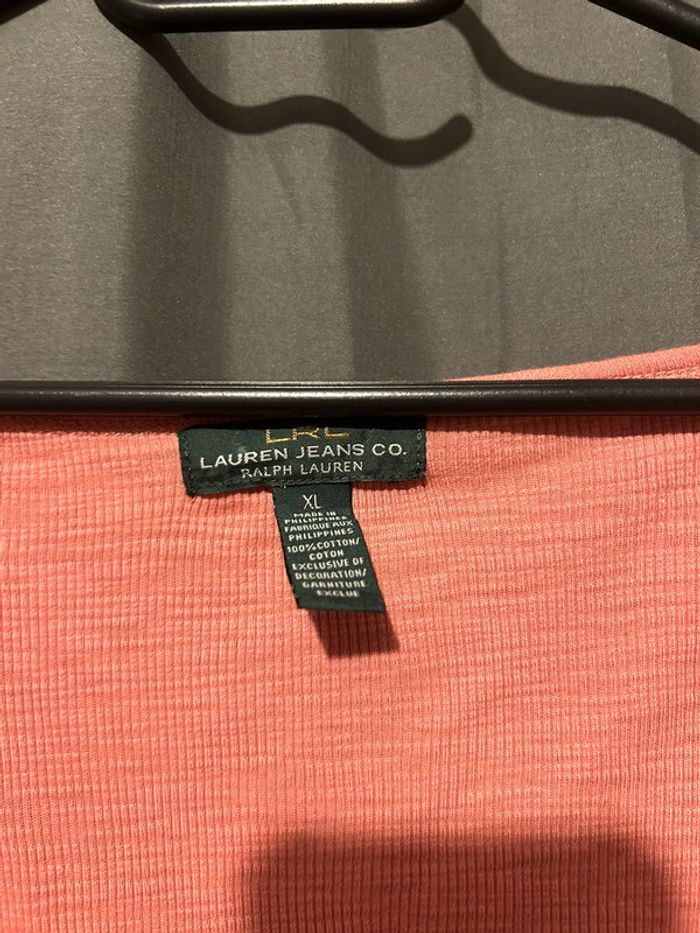 LRL
LAUREN JEANS CO.
RALPH LAUREN
XL
MADE IN
PHILIPPINES
FABRIQUE AUX
PHILIPPINES
100%COTTON/
COTON
EXCLUSIVE OF
DECORATION/
GARNITURE
EXCLUE